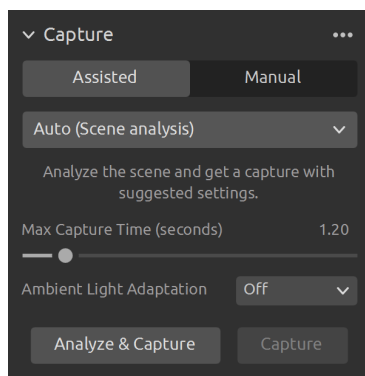 Capture
Assisted Manual
Auto (Scene analysis)
Analyze the scene and get a capture with
suggested settings.
Max Capture Time (seconds) 1.20
Ambient Light Adaptation Off
Analyze & Capture Capture